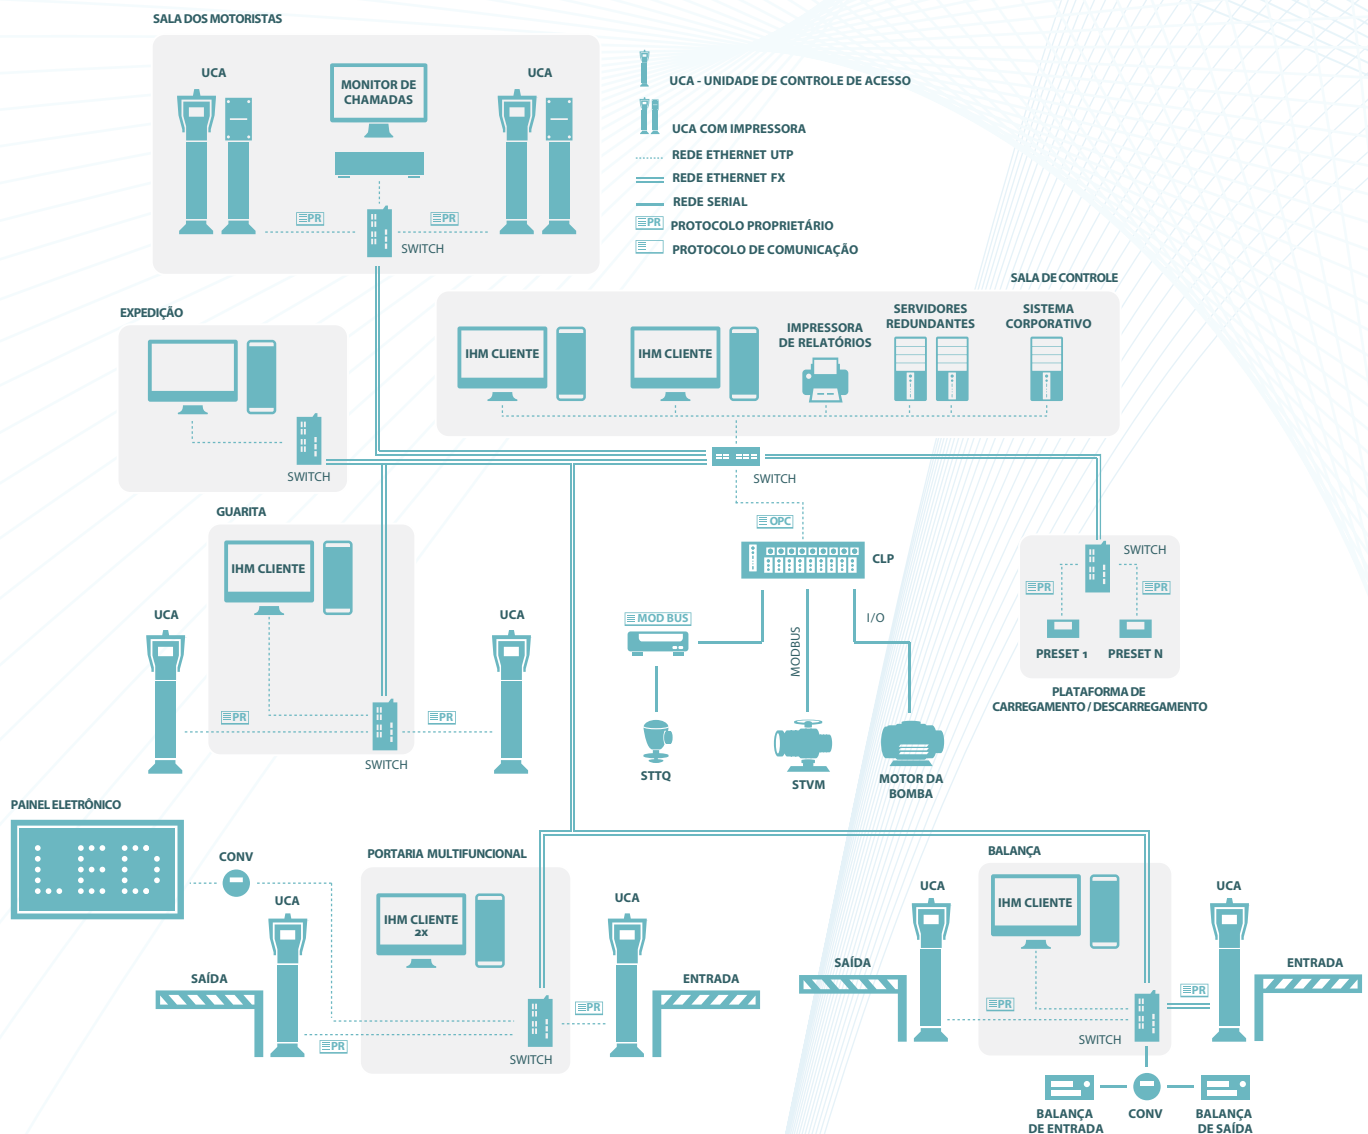 SALA DOS MOTORISTAS
UCA
MONITOR DE
CHAMADAS
UCA
PR
PR
SWITCH
UCA - UNIDADE DE CONTROLE DE ACESSO
UCA COM IMPRESSORA
REDE ETHERNET UTP
REDE ETHERNET FX
REDE SERIAL
PR PROTOCOLO PROPRIETÁRIO
PROTOCOLO DE COMUNICAÇÃO
SALA DE CONTROLE
IHM CLIENTE
IHM CLIENTE
IMPRESSORA
DE RELATÓRIOS
SERVIDORES
REDUNDANTES
SISTEMA
CORPORATIVO
EXPEDIÇÃO
SWITCH
SWITCH
GUARITA
IHM CLIENTE
UCA
UCA
PR
PR
SWITCH
OPC
CLP
MOD BUS
MODBUS
I/O
STTQ
STVM
MOTOR DA
BOMBA
SWITCH
PR
PR
PRESET 1
PRESET N
PLATAFORMA DE
CARREGAMENTO / DESCARREGAMENTO
PAINEL ELETRÔNICO
LED
CONV
UCA
SAÍDA
PR
PORTARIA MULTIFUNCIONAL
IHM CLIENTE
2X
SWITCH
PR
UCA
ENTRADA
BALANÇA
UCA
SAÍDA
IHM CLIENTE
PR
PR
SWITCH
UCA
ENTRADA
BALANÇA
DE ENTRADA
CONV
BALANÇA
DE SAÍDA